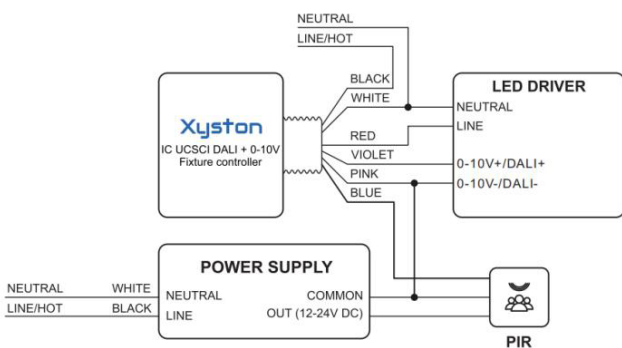 NEUTRAL
LINE/HOT
BLACK
WHITE
RED
VIOLET
PINK
BLUE
Xyston
IC UCSCI DALI + 0-10V
Fixture controller
LED DRIVER
NEUTRAL
LINE
0-10V+/DALI+
0-10V-/DALI-
POWER SUPPLY
NEUTRAL WHITE NEUTRAL COMMON
LINE/HOT BLACK LINE OUT (12-24V DC)
PIR